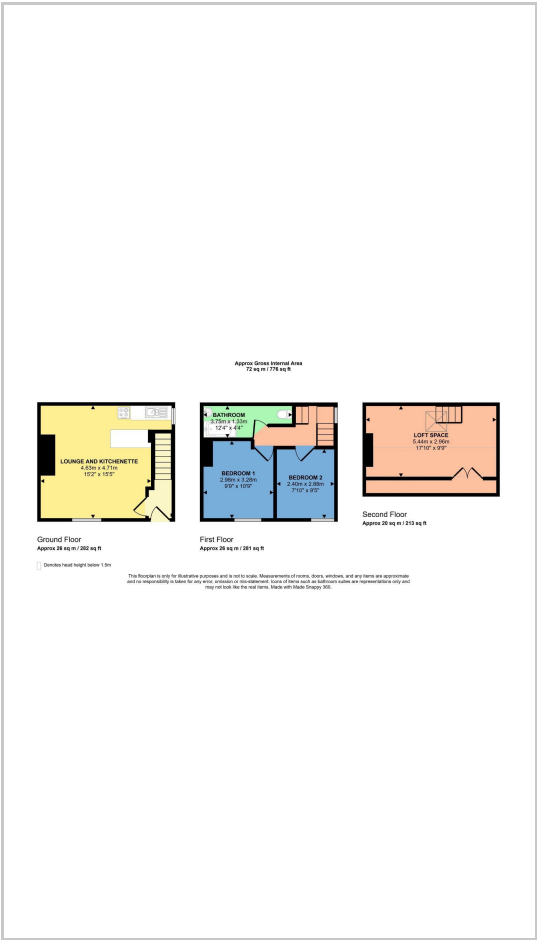 Approx Gross Internal Area
72 sq m / 776 sq ft
LOUNGE AND KITCHENETTE
4.63m x 4.71m
15'2" x 15'5"
Ground Floor
Approx 26 sq m / 282 sq ft
BATHROOM
3.75m x 1.33m
12'4" x 4'4"
BEDROOM 1
2.98m x 3.28m
9'9" x 10'9"
BEDROOM 2
2.40m x 2.88m
7'10" x 9'5"
First Floor
Approx 26 sq m / 281 sq ft
LOFT SPACE
5.44m x 2.96m
17'10" x 9'9"
Second Floor
Approx 20 sq m / 213 sq ft
Denotes head height below 1.5m
This floorplan is only for illustrative purposes and is not to scale. Measurements of rooms, doors, windows, and any items are approximate
and no responsibility is taken for any error, omission or mis-statement. Icons of items such as bathroom suites are representations only and
may not look like the real items. Made with Made Snappy 360.